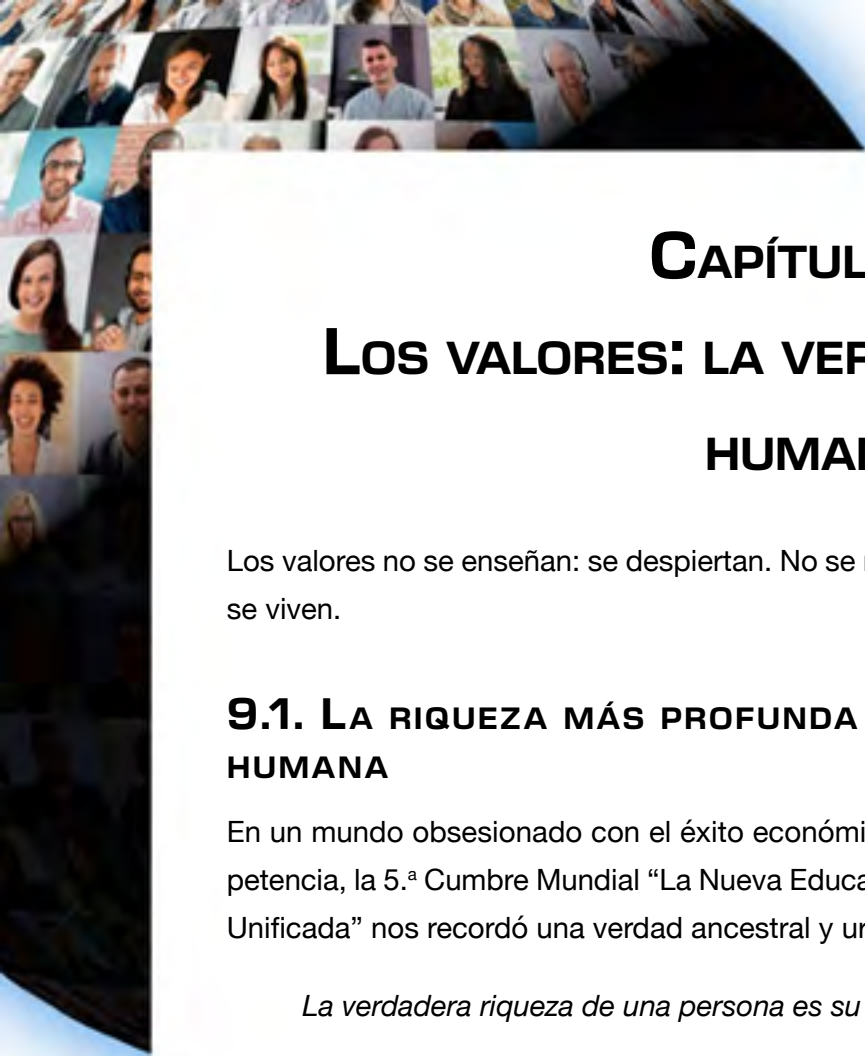 CAPÍTUL
LOS VALORES: LA VER
HUMAN
Los valores no se enseñan: se despiertan. No se
se viven.
9.1. LA RIQUEZA MÁS PROFUNDA
HUMANA
En un mundo obsesionado con el éxito económi
petencia, la 5.ª Cumbre Mundial “La Nueva Educa
Unificada” nos recordó una verdad ancestral y ur
La verdadera riqueza de una persona es su